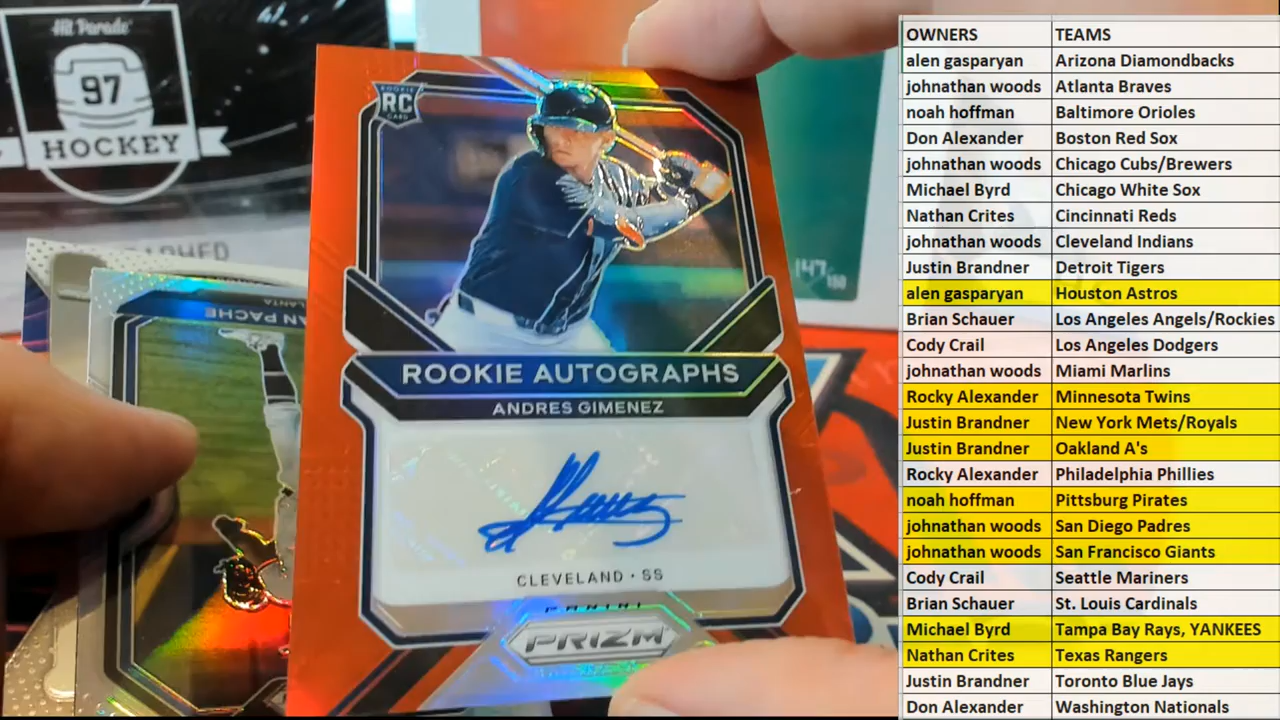 Hit Parade
97
HOCKEY
147
ROOKIE
RC
CARD
ROOKIE AUTOGRAPHS
ANDRES GIMENEZ
CLEVELAND · SS
PANINI
PRIZM
PACHE
OWNERS TEAMS
alen gasparyan Arizona Diamondbacks
johnathan woods Atlanta Braves
noah hoffman Baltimore Orioles
Don Alexander Boston Red Sox
johnathan woods Chicago Cubs/Brewers
Michael Byrd Chicago White Sox
Nathan Crites Cincinnati Reds
johnathan woods Cleveland Indians
Justin Brandner Detroit Tigers
alen gasparyan Houston Astros
Brian Schauer Los Angeles Angels/Rockies
Cody Crail Los Angeles Dodgers
johnathan woods Miami Marlins
Rocky Alexander Minnesota Twins
Justin Brandner New York Mets/Royals
Justin Brandner Oakland A's
Rocky Alexander Philadelphia Phillies
noah hoffman Pittsburg Pirates
johnathan woods San Diego Padres
johnathan woods San Francisco Giants
Cody Crail Seattle Mariners
Brian Schauer St. Louis Cardinals
Michael Byrd Tampa Bay Rays, YANKEES
Nathan Crites Texas Rangers
Justin Brandner Toronto Blue Jays
Don Alexander Washington Nationals